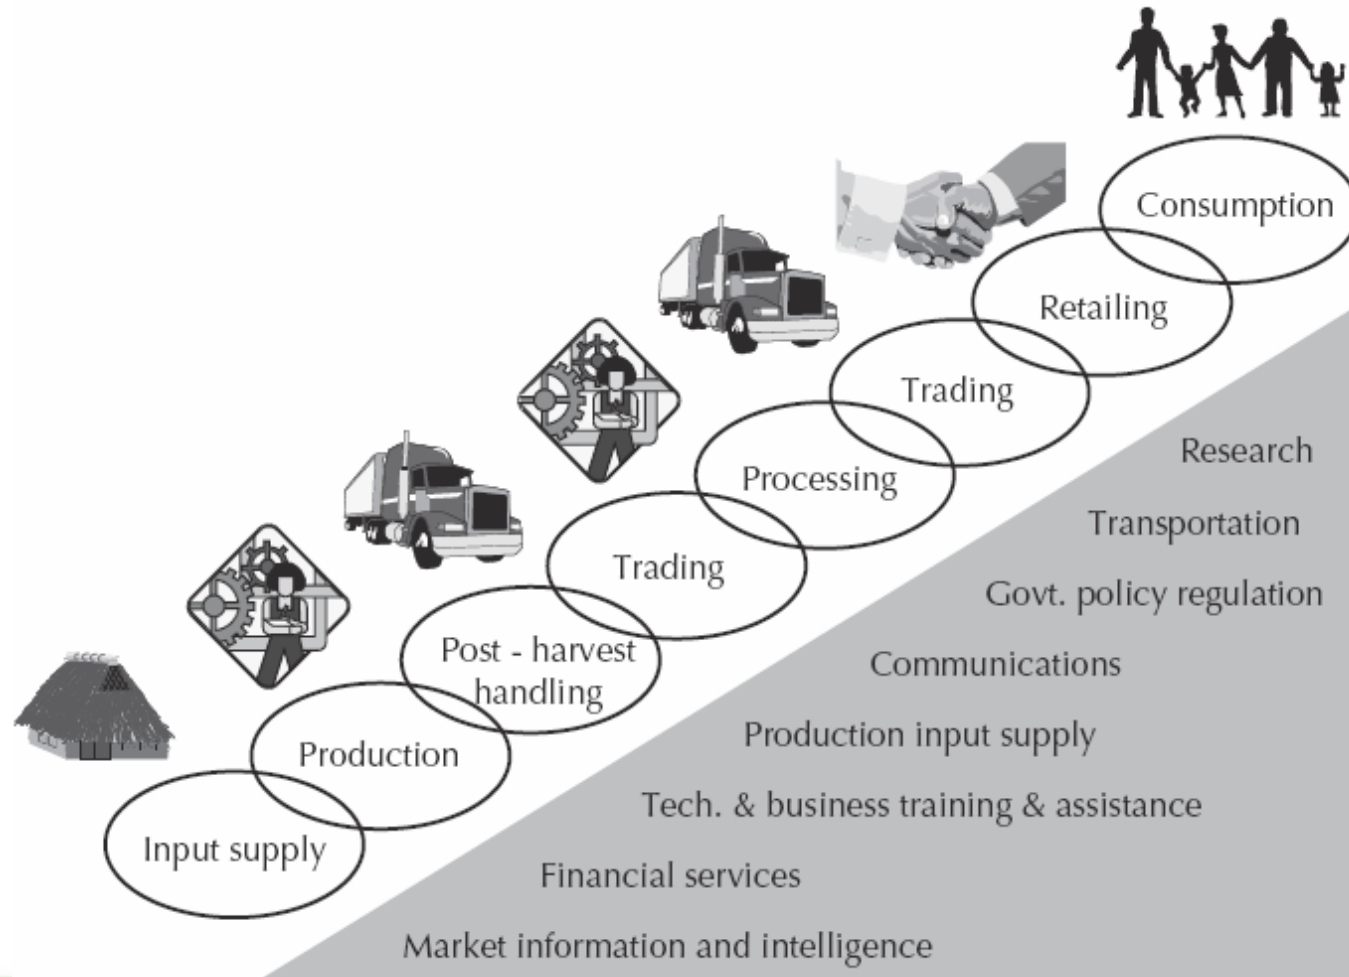 Consumption
Retailing
Trading
Processing
Trading
Post - harvest
handling
Production
Input supply
Research
Transportation
Govt. policy regulation
Communications
Production input supply
Tech. & business training & assistance
Financial services
Market information and intelligence